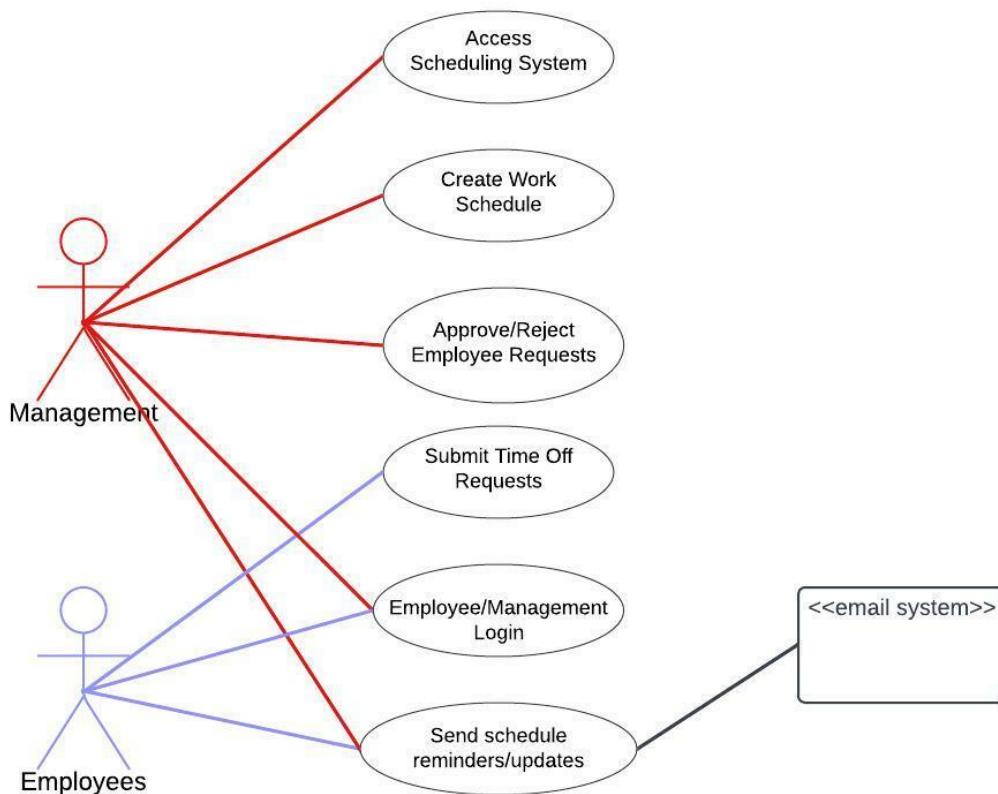 Access
Scheduling System
Create Work
Schedule
Approve/Reject
Employee Requests
Management
Submit Time Off
Requests
Employee/Management
Login
<<email system>>
Send schedule
reminders/updates
Employees